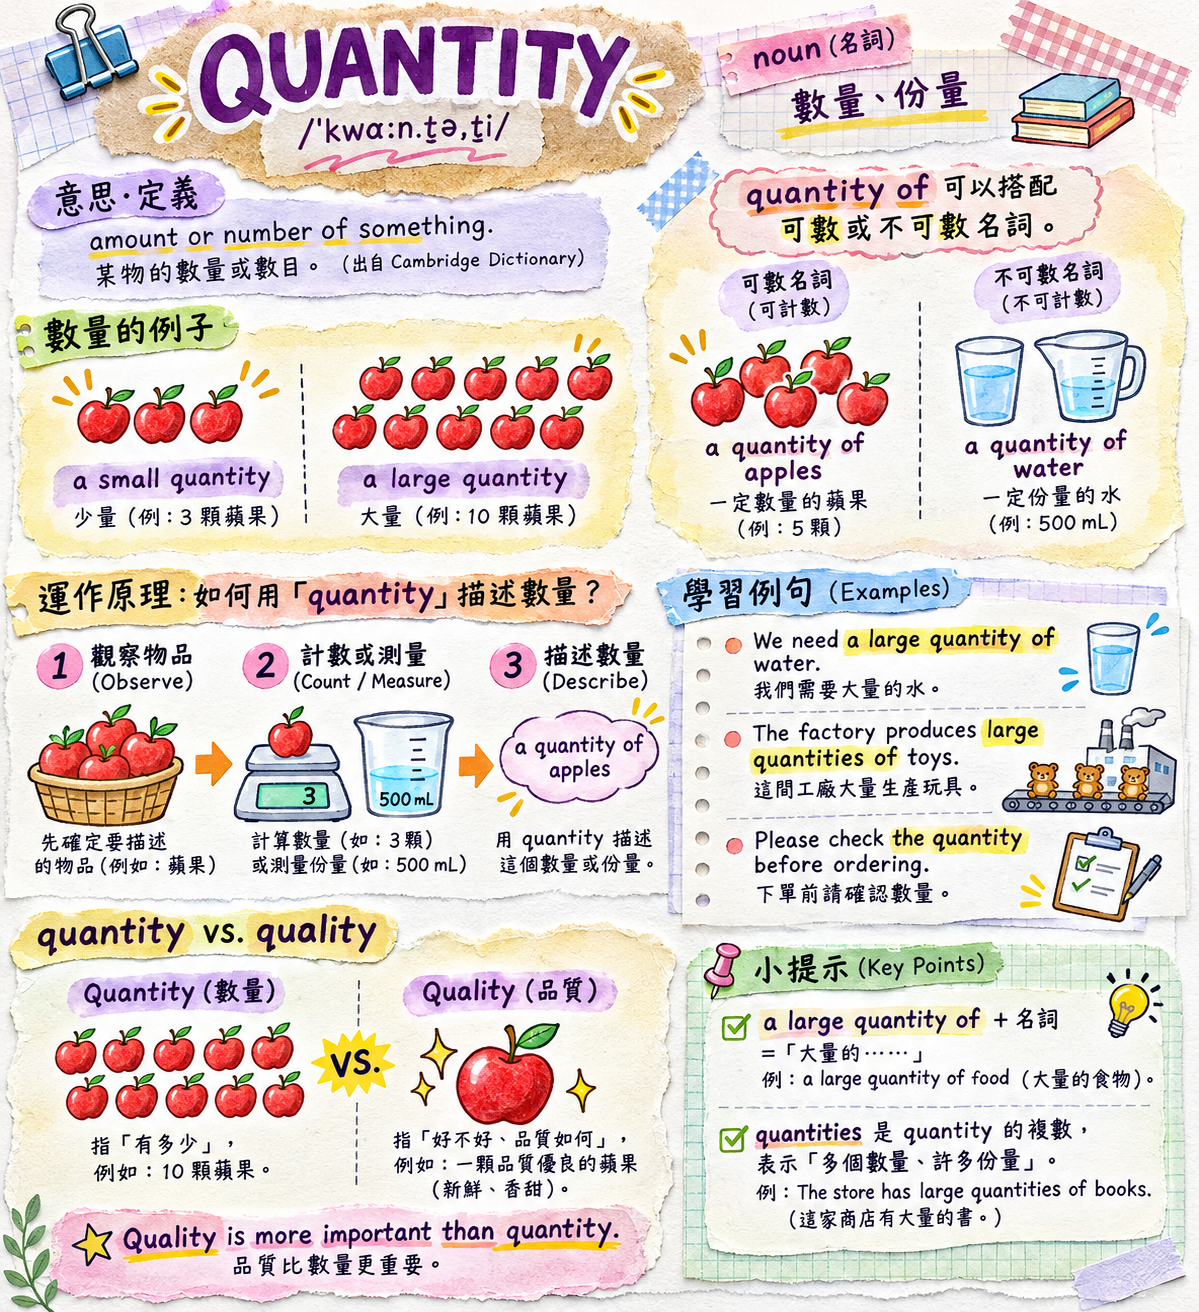 QUANTITY
/ˈkwɑːn.t̬ə.t̬i/
noun (名詞)
數量、份量
意思·定義
amount or number of something.
某物的數量或數目。 (出自 Cambridge Dictionary)
quantity of 可以搭配
可數或不可數名詞。
可數名詞
(可計數)
a quantity of
apples
一定數量的蘋果
(例：5 顆)
不可數名詞
(不可計數)
a quantity of
water
一定份量的水
(例：500 mL)
數量的例子
a small quantity
少量 (例：3 顆蘋果)
a large quantity
大量 (例：10 顆蘋果)
運作原理：如何用「quantity」描述數量？
1 觀察物品
(Observe)
先確定要描述
的物品 (例如：蘋果)
2 計數或測量
(Count / Measure)
3
500 mL
計算數量 (如：3 顆)
或測量份量 (如：500 mL)
3 描述數量
(Describe)
a quantity of
apples
用 quantity 描述
這個數量或份量。
學習例句 (Examples)
We need a large quantity of
water.
我們需要大量的水。
The factory produces large
quantities of toys.
這間工廠大量生產玩具。
Please check the quantity
before ordering.
下單前請確認數量。
quantity vs. quality
Quantity (數量)
指「有多少」，
例如：10 顆蘋果。
VS.
Quality (品質)
指「好不好、品質如何」，
例如：一顆品質優良的蘋果
(新鮮、香甜)。
Quality is more important than quantity.
品質比數量更重要。
小提示 (Key Points)
a large quantity of + 名詞
=「大量的……」
例：a large quantity of food (大量的食物)。
quantities 是 quantity 的複數，
表示「多個數量、許多份量」。
例：The store has large quantities of books.
(這家商店有大量的書。)